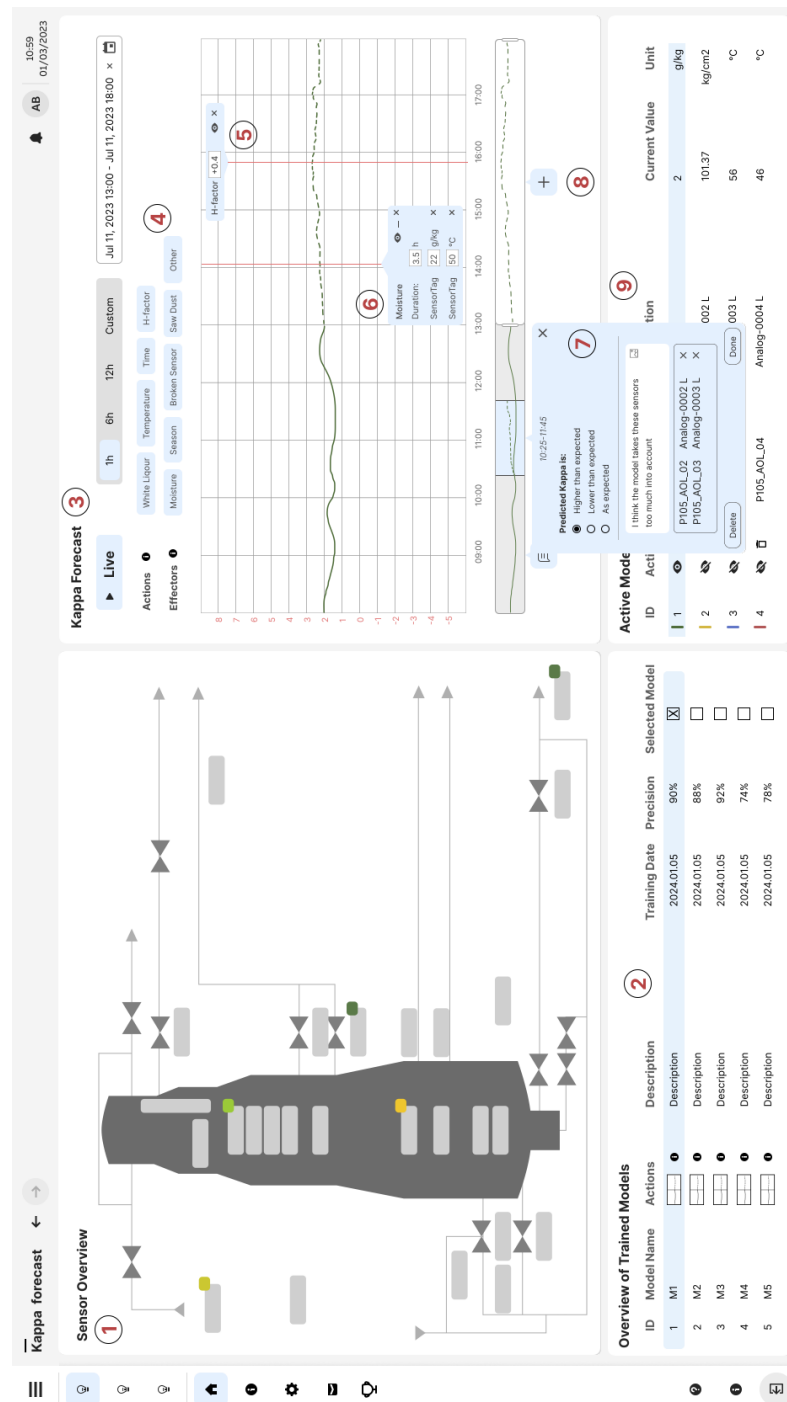 Kappa forecast
AB
10:59
01/03/2023
Sensor Overview
1
Kappa Forecast
3
Live
1h
6h
12h
Custom
Jul 11, 2023 13:00 - Jul 11, 2023 18:00 ×
Actions
White Liqour
Temperature
Time
H-factor
4
Effectors
Moisture
Season
Broken Sensor
Saw Dust
Other
8
7
6
5
4
3
2
1
0
-1
-2
-3
-4
-5
H-factor +0.4 ×
5
6
Moisture – ×
Duration: 3.5 h
SensorTag 22 g/kg ×
SensorTag 50 °C ×
09:00
10:00
11:00
12:00
13:00
14:00
15:00
16:00
17:00
+
8
10:25-11:45
×
7
Predicted Kappa is:
Higher than expected
Lower than expected
As expected
I think the model takes these sensors
too much into account
P105_AOL_02 Analog-0002 L ×
P105_AOL_03 Analog-0003 L ×
Delete
Done
Overview of Trained Models
2
ID Model Name Actions Description Training Date Precision Selected Model
1 M1 Description 2024.01.05 90% X
2 M2 Description 2024.01.05 88%
3 M3 Description 2024.01.05 92%
4 M4 Description 2024.01.05 74%
5 M5 Description 2024.01.05 78%
Active Mode
9
ID Acti tion Current Value Unit
1 2 g/kg
2 002 L 101.37 kg/cm2
3 003 L 56 °C
4 P105_AOL_04 Analog-0004 L 46 °C